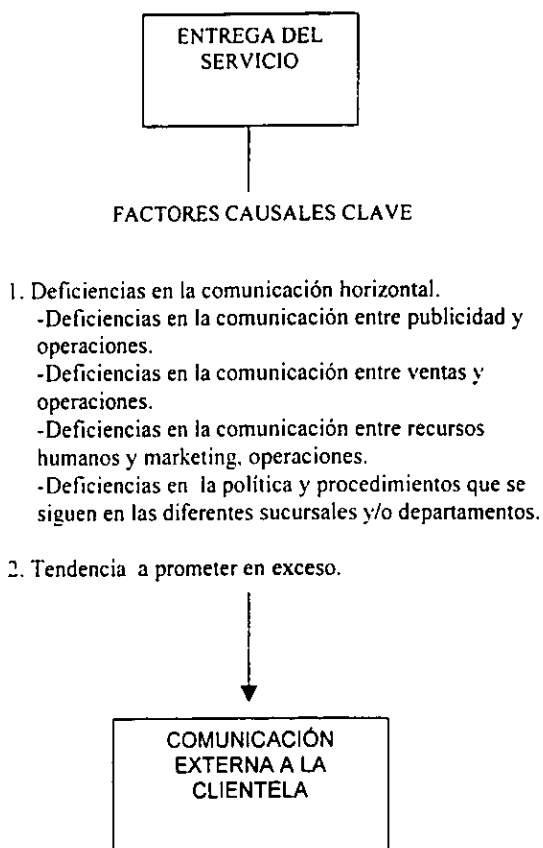 ENTREGA DEL
SERVICIO
FACTORES CAUSALES CLAVE
1. Deficiencias en la comunicación horizontal.
-Deficiencias en la comunicación entre publicidad y
operaciones.
-Deficiencias en la comunicación entre ventas y
operaciones.
-Deficiencias en la comunicación entre recursos
humanos y marketing, operaciones.
-Deficiencias en la política y procedimientos que se
siguen en las diferentes sucursales y/o departamentos.
2. Tendencia a prometer en exceso.
COMUNICACIÓN
EXTERNA A LA
CLIENTELA